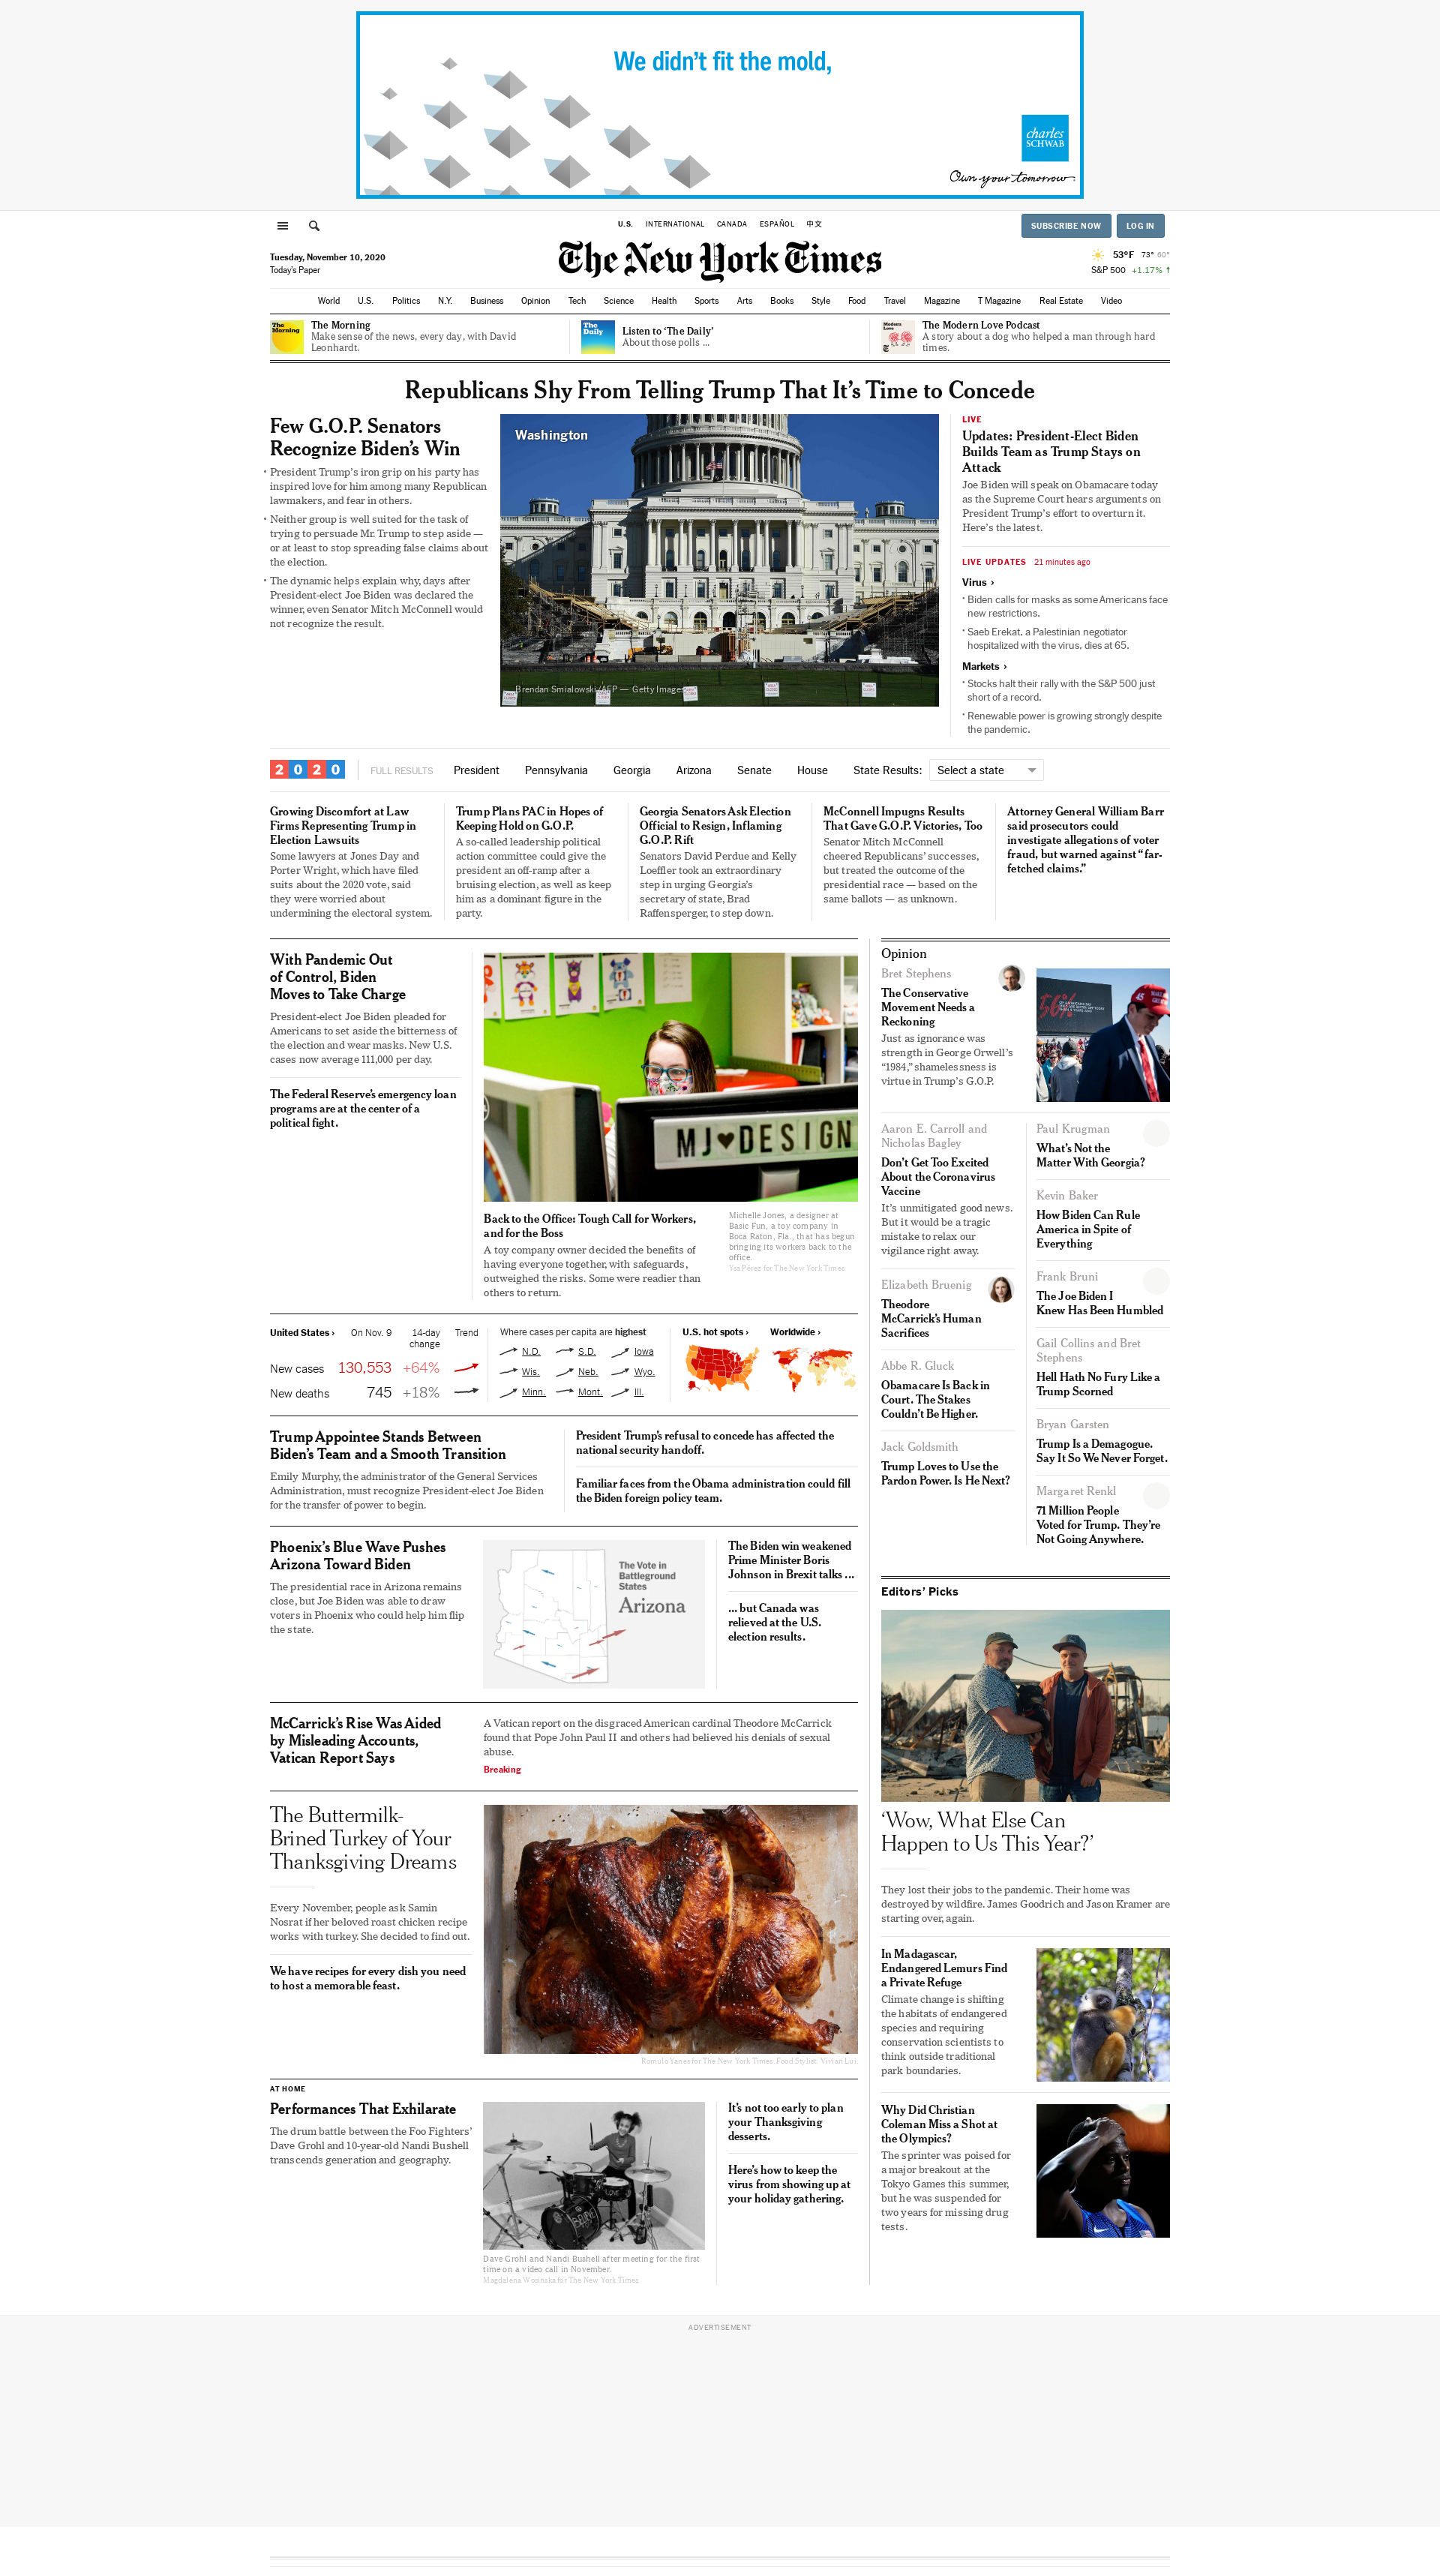 We didn't fit the mold,
charles
SCHWAB
Own your tomorrow
U.S. INTERNATIONAL CANADA ESPAÑOL 中文
SUBSCRIBE NOW LOG IN
Tuesday, November 10, 2020
Today's Paper
The New York Times
53°F 73° 60°
S&P 500 +1.17%
World U.S. Politics N.Y. Business Opinion Tech Science Health Sports Arts Books Style Food Travel Magazine T Magazine Real Estate Video
The Morning
The Morning
Make sense of the news, every day, with David
Leonhardt.
The Daily
Listen to ‘The Daily’
About those polls ...
Modern Love
The Modern Love Podcast
A story about a dog who helped a man through hard
times.
Republicans Shy From Telling Trump That It’s Time to Concede
Few G.O.P. Senators
Recognize Biden’s Win
President Trump’s iron grip on his party has
inspired love for him among many Republican
lawmakers, and fear in others.
Neither group is well suited for the task of
trying to persuade Mr. Trump to step aside —
or at least to stop spreading false claims about
the election.
The dynamic helps explain why, days after
President-elect Joe Biden was declared the
winner, even Senator Mitch McConnell would
not recognize the result.
Washington
Brendan Smialowski/AFP — Getty Images
LIVE
Updates: President-Elect Biden
Builds Team as Trump Stays on
Attack
Joe Biden will speak on Obamacare today
as the Supreme Court hears arguments on
President Trump’s effort to overturn it.
Here’s the latest.
LIVE UPDATES 21 minutes ago
Virus ›
Biden calls for masks as some Americans face
new restrictions.
Saeb Erekat, a Palestinian negotiator
hospitalized with the virus, dies at 65.
Markets ›
Stocks halt their rally with the S&P 500 just
short of a record.
Renewable power is growing strongly despite
the pandemic.
2020 FULL RESULTS President Pennsylvania Georgia Arizona Senate House State Results: Select a state
Growing Discomfort at Law
Firms Representing Trump in
Election Lawsuits
Some lawyers at Jones Day and
Porter Wright, which have filed
suits about the 2020 vote, said
they were worried about
undermining the electoral system.
Trump Plans PAC in Hopes of
Keeping Hold on G.O.P.
A so-called leadership political
action committee could give the
president an off-ramp after a
bruising election, as well as keep
him as a dominant figure in the
party.
Georgia Senators Ask Election
Official to Resign, Inflaming
G.O.P. Rift
Senators David Perdue and Kelly
Loeffler took an extraordinary
step in urging Georgia’s
secretary of state, Brad
Raffensperger, to step down.
McConnell Impugns Results
That Gave G.O.P. Victories, Too
Senator Mitch McConnell
cheered Republicans’ successes,
but treated the outcome of the
presidential race — based on the
same ballots — as unknown.
Attorney General William Barr
said prosecutors could
investigate allegations of voter
fraud, but warned against “far-
fetched claims.”
With Pandemic Out
of Control, Biden
Moves to Take Charge
President-elect Joe Biden pleaded for
Americans to set aside the bitterness of
the election and wear masks. New U.S.
cases now average 111,000 per day.
The Federal Reserve’s emergency loan
programs are at the center of a
political fight.
MJ♥DESIGN
Back to the Office: Tough Call for Workers,
and for the Boss
A toy company owner decided the benefits of
having everyone together, with safeguards,
outweighed the risks. Some were readier than
others to return.
Michelle Jones, a designer at
Basic Fun, a toy company in
Boca Raton, Fla., that has begun
bringing its workers back to the
office.
Ysa Pérez for The New York Times
United States › On Nov. 9 14-day
change Trend
New cases 130,553 +64%
New deaths 745 +18%
Where cases per capita are highest
N.D. S.D. Iowa
Wis. Neb. Wyo.
Minn. Mont. Ill.
U.S. hot spots › Worldwide ›
Trump Appointee Stands Between
Biden’s Team and a Smooth Transition
Emily Murphy, the administrator of the General Services
Administration, must recognize President-elect Joe Biden
for the transfer of power to begin.
President Trump’s refusal to concede has affected the
national security handoff.
Familiar faces from the Obama administration could fill
the Biden foreign policy team.
Phoenix’s Blue Wave Pushes
Arizona Toward Biden
The presidential race in Arizona remains
close, but Joe Biden was able to draw
voters in Phoenix who could help him flip
the state.
The Vote in
Battleground
States
Arizona
The Biden win weakened
Prime Minister Boris
Johnson in Brexit talks ...
... but Canada was
relieved at the U.S.
election results.
McCarrick’s Rise Was Aided
by Misleading Accounts,
Vatican Report Says
A Vatican report on the disgraced American cardinal Theodore McCarrick
found that Pope John Paul II and others had believed his denials of sexual
abuse.
Breaking
The Buttermilk-
Brined Turkey of Your
Thanksgiving Dreams
Every November, people ask Samin
Nosrat if her beloved roast chicken recipe
works with turkey. She decided to find out.
We have recipes for every dish you need
to host a memorable feast.
Romulo Yanes for The New York Times. Food Stylist: Vivian Lui.
AT HOME
Performances That Exhilarate
The drum battle between the Foo Fighters’
Dave Grohl and 10-year-old Nandi Bushell
transcends generation and geography.
Dave Grohl and Nandi Bushell after meeting for the first
time on a video call in November.
Magdalena Wosinska for The New York Times
It’s not too early to plan
your Thanksgiving
desserts.
Here’s how to keep the
virus from showing up at
your holiday gathering.
Opinion
Bret Stephens
The Conservative
Movement Needs a
Reckoning
Just as ignorance was
strength in George Orwell’s
“1984,” shamelessness is
virtue in Trump’s G.O.P.
45
56%
Aaron E. Carroll and
Nicholas Bagley
Don’t Get Too Excited
About the Coronavirus
Vaccine
It’s unmitigated good news.
But it would be a tragic
mistake to relax our
vigilance right away.
Elizabeth Bruenig
Theodore
McCarrick’s Human
Sacrifices
Abbe R. Gluck
Obamacare Is Back in
Court. The Stakes
Couldn’t Be Higher.
Jack Goldsmith
Trump Loves to Use the
Pardon Power. Is He Next?
Paul Krugman
What’s Not the
Matter With Georgia?
Kevin Baker
How Biden Can Rule
America in Spite of
Everything
Frank Bruni
The Joe Biden I
Knew Has Been Humbled
Gail Collins and Bret
Stephens
Hell Hath No Fury Like a
Trump Scorned
Bryan Garsten
Trump Is a Demagogue.
Say It So We Never Forget.
Margaret Renkl
71 Million People
Voted for Trump. They’re
Not Going Anywhere.
Editors’ Picks
‘Wow, What Else Can
Happen to Us This Year?’
They lost their jobs to the pandemic. Their home was
destroyed by wildfire. James Goodrich and Jason Kramer are
starting over, again.
In Madagascar,
Endangered Lemurs Find
a Private Refuge
Climate change is shifting
the habitats of endangered
species and requiring
conservation scientists to
think outside traditional
park boundaries.
Why Did Christian
Coleman Miss a Shot at
the Olympics?
The sprinter was poised for
a major breakout at the
Tokyo Games this summer,
but he was suspended for
two years for missing drug
tests.
ADVERTISEMENT